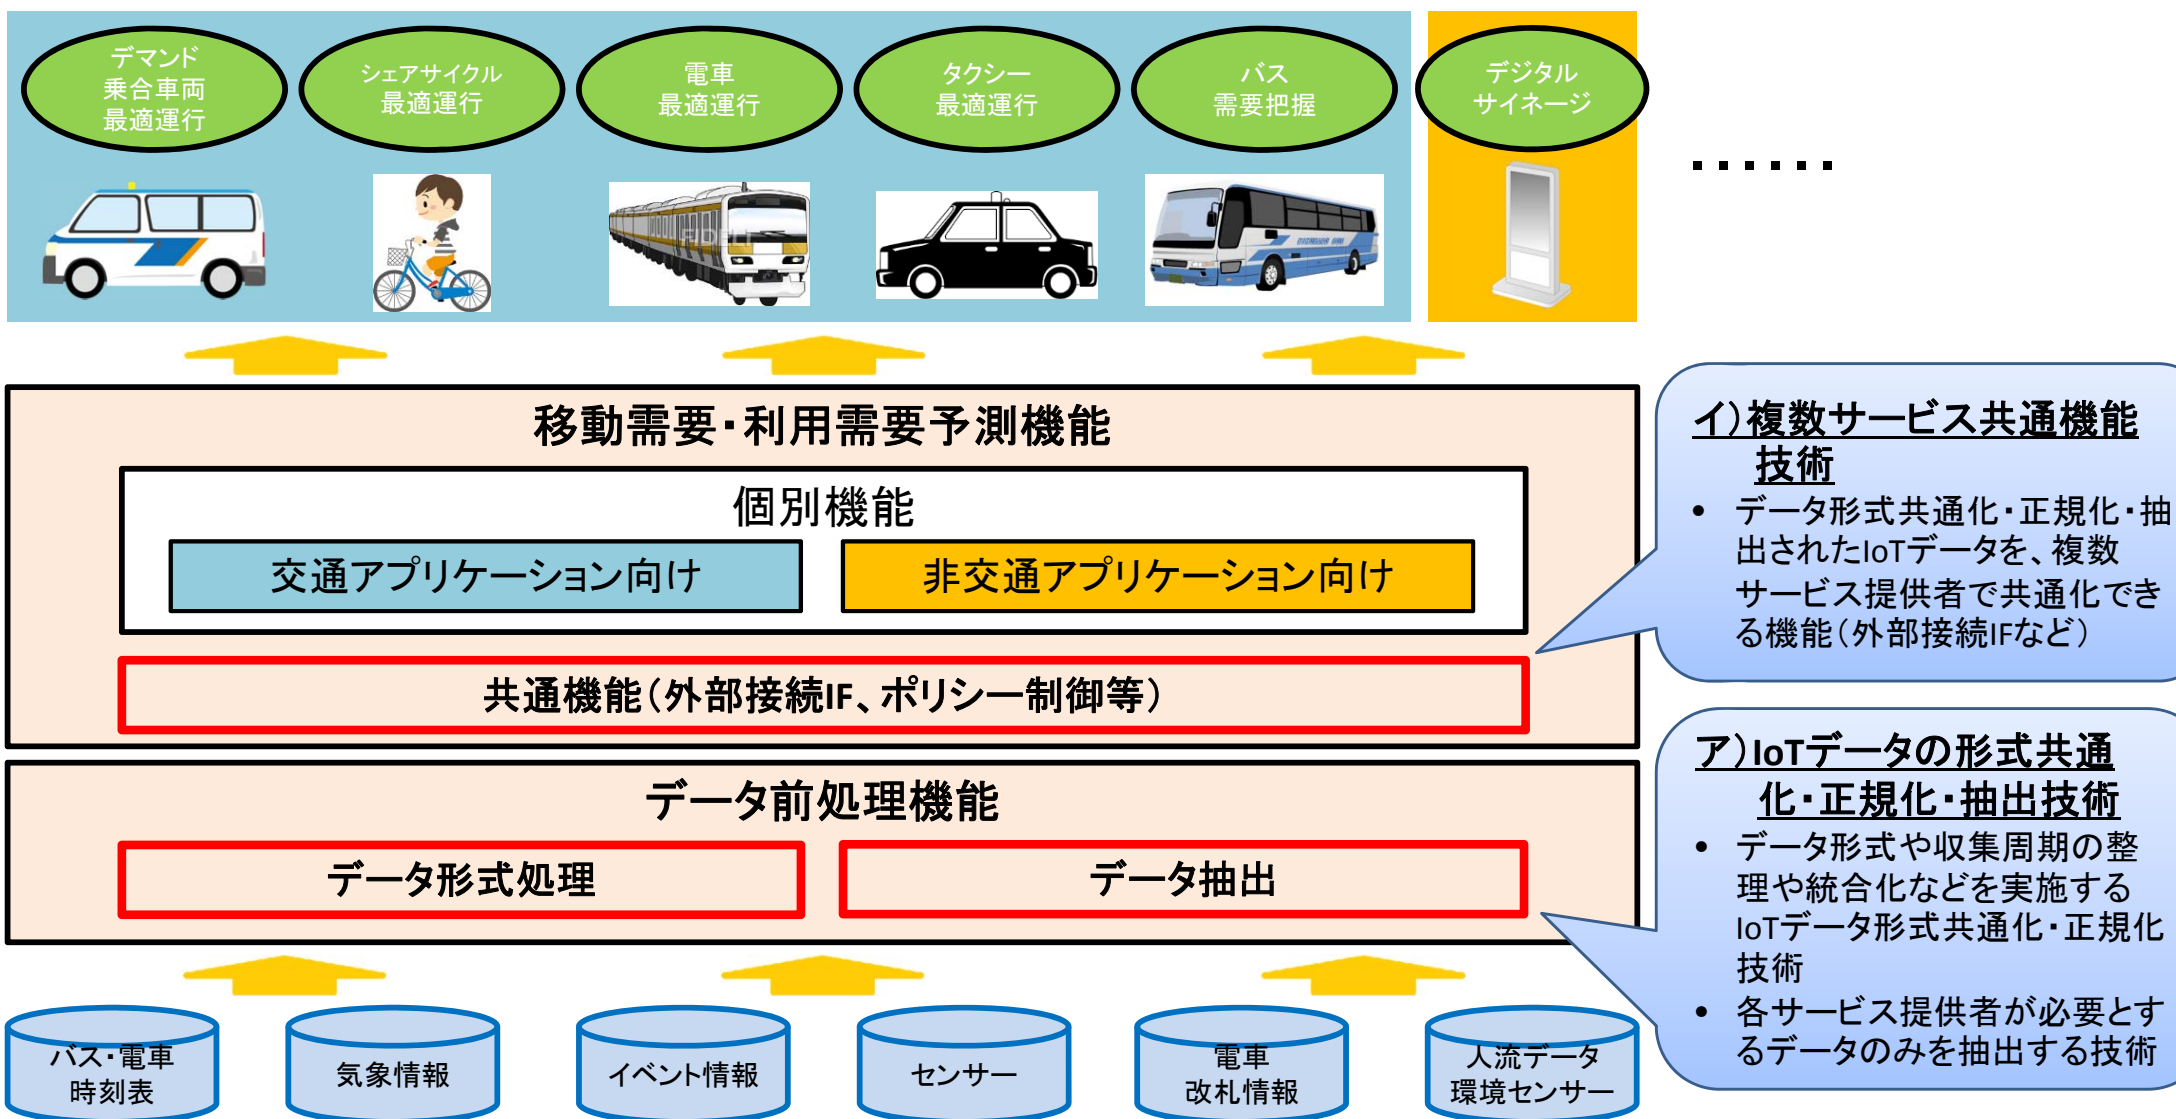 デマンド
乗合車両
最適運行
シェアサイクル
最適運行
電車
最適運行
タクシー
最適運行
バス
需要把握
デジタル
サイネージ
・・・・・・
移動需要・利用需要予測機能
個別機能
交通アプリケーション向け
非交通アプリケーション向け
共通機能（外部接続IF、ポリシー制御等）
データ前処理機能
データ形式処理
データ抽出
バス・電車
時刻表
気象情報
イベント情報
センサー
電車
改札情報
人流データ
環境センサー
イ）複数サービス共通機能
技術
• データ形式共通化・正規化・抽
出されたIoTデータを、複数
サービス提供者で共通化でき
る機能（外部接続IFなど）
ア）IoTデータの形式共通
化・正規化・抽出技術
• データ形式や収集周期の整
理や統合化などを実施する
IoTデータ形式共通化・正規化
技術
• 各サービス提供者が必要とす
るデータのみを抽出する技術